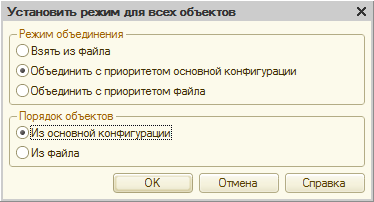 Установить режим для всех объектов
Режим объединения
Взять из файла
Объединить с приоритетом основной конфигурации
Объединить с приоритетом файла
Порядок объектов
Из основной конфигурации
Из файла
OK Отмена Справка